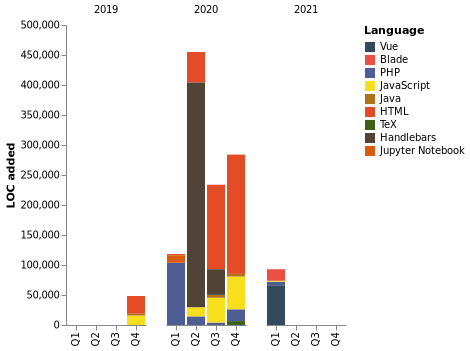 2019 2020 2021
LOC added
500,000
450,000
400,000
350,000
300,000
250,000
200,000
150,000
100,000
50,000
0
Q1 Q2 Q3 Q4 Q1 Q2 Q3 Q4 Q1 Q2 Q3 Q4
Language
Vue
Blade
PHP
JavaScript
Java
HTML
TeX
Handlebars
Jupyter Notebook